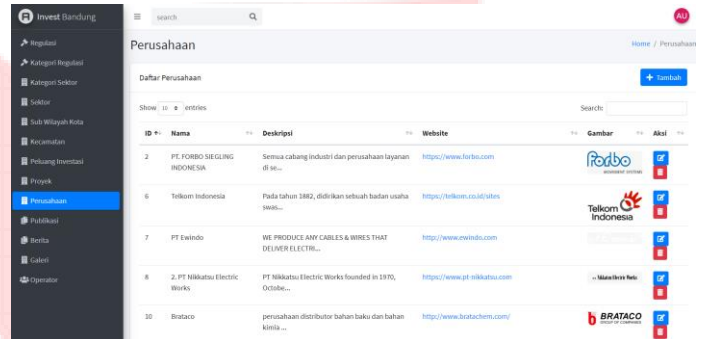 Invest Bandung
search
AU
Regulasi
Kategori Regulasi
Kategori Sektor
Sektor
Sub Wilayah Kota
Kecamatan
Peluang Investasi
Proyek
Perusahaan
Publikasi
Berita
Galeri
Operator
Perusahaan
Home / Perusahaan
Daftar Perusahaan
+ Tambah
Show 10 entries
Search:
ID Nama Deskripsi Website Gambar Aksi
2 PT. FORBO SIEGLING Semua cabang industri dan perusahaan layanan https://www.forbo.com
INDONESIA di se...
Forbo
6 Telkom Indonesia Pada tahun 1882, didirikan sebuah badan usaha https://telkom.co.id/sites
swas...
Telkom
Indonesia
7 PT Ewindo WE PRODUCE ANY CABLES & WIRES THAT http://www.ewindo.com
DELIVER ELECTRI...
8 2. PT Nikkatsu Electric PT Nikkatsu Electric Works founded in 1970, https://www.pt-nikkatsu.com
Works Octobe...
Nikkatsu Electric Works
10 Brataco perusahaan distributor bahan baku dan bahan http://www.bratachem.com/
kimia ...
b BRATACO
GROUP OF COMPANIES